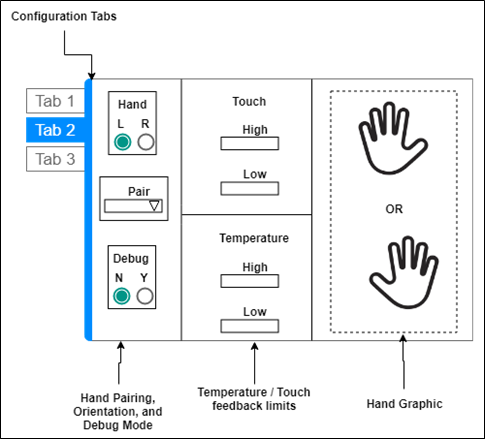 Configuration Tabs
Tab 1
Tab 2
Tab 3
Hand
L R
Pair
Debug
N Y
Touch
High
Low
Temperature
High
Low
OR
Hand Pairing,
Orientation, and
Debug Mode
Temperature / Touch
feedback limits
Hand Graphic